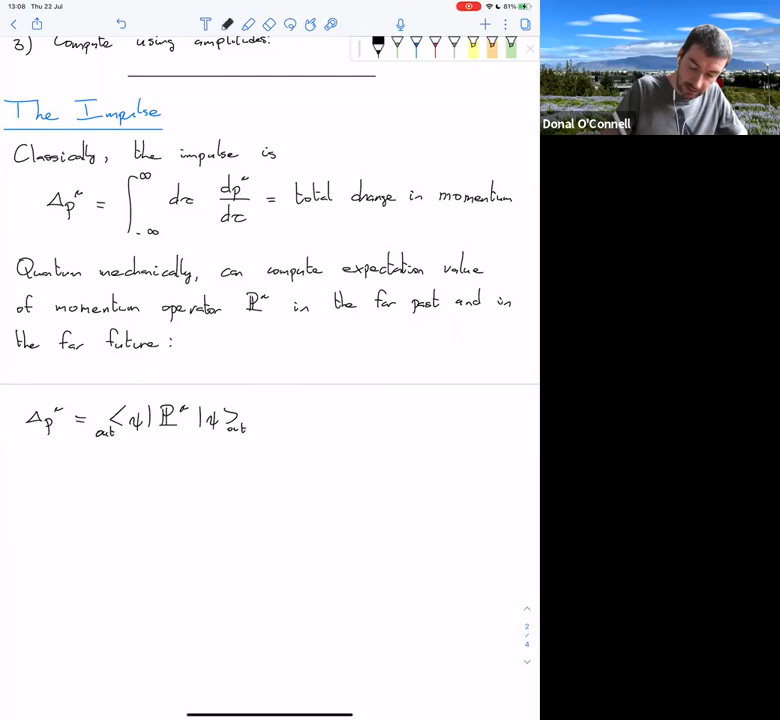 13:08 Thu 22 Jul
81%
3) Compute using amplitudes.
The Impulse
Classically, the impulse is
Δp^μ = ∫_{-∞}^{∞} dτ dp^μ/dτ = total change in momentum
Quantum mechanically, can compute expectation value
of momentum operator ℙ^μ in the far past and in
the far future :
Δp^μ = _out⟨ψ| ℙ^μ |ψ⟩_out
2 / 4
Donal O'Connell